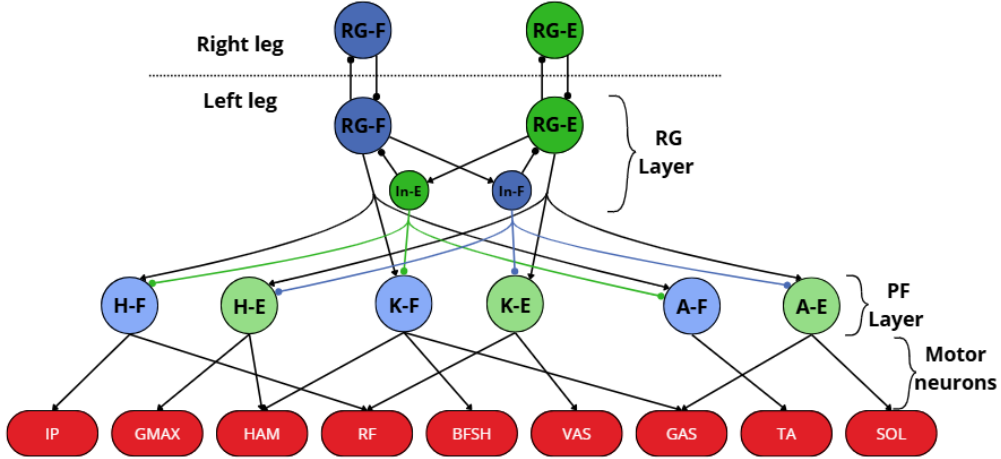 RG-F
RG-E
Right leg
Left leg
RG-F
RG-E
RG
Layer
In-E
In-F
H-F
H-E
K-F
K-E
A-F
A-E
PF
Layer
Motor
neurons
IP
GMAX
HAM
RF
BFSH
VAS
GAS
TA
SOL